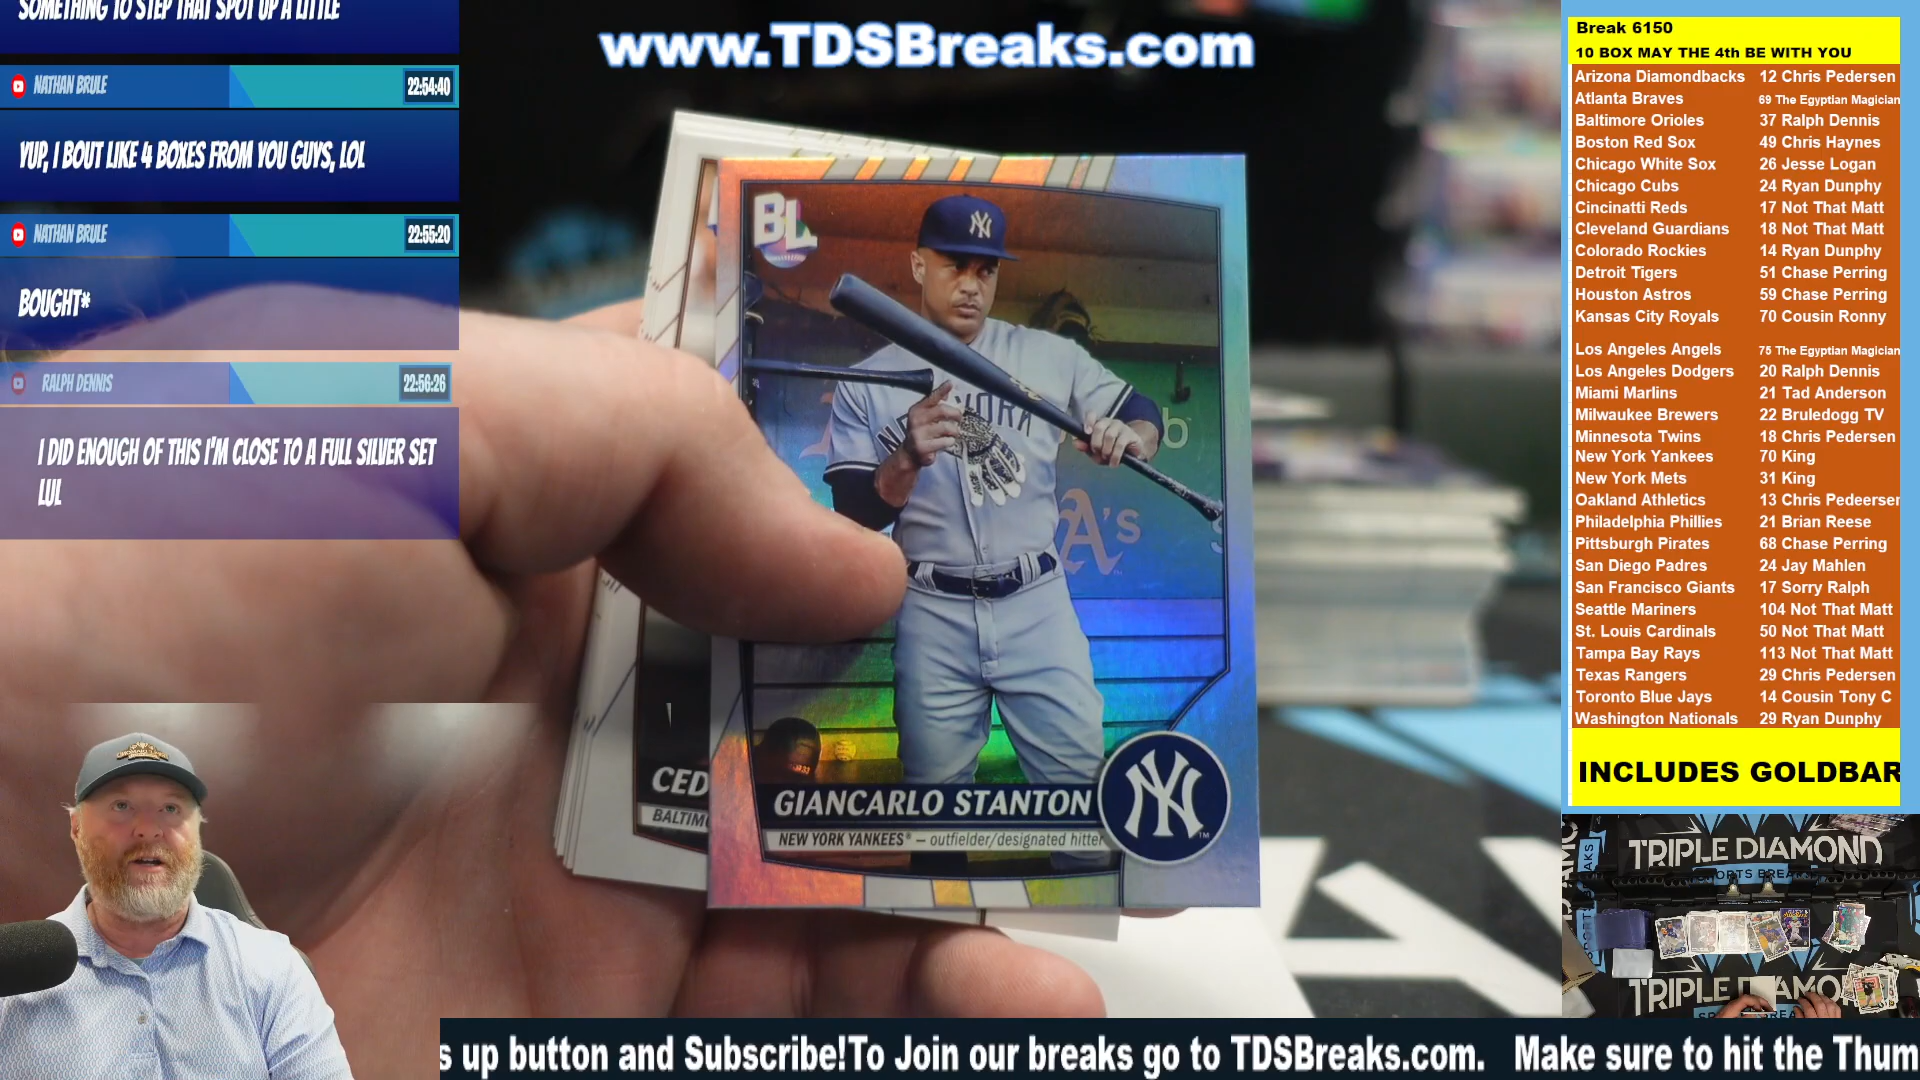 SOMETHING TO STEP THAT SPOT UP A LITTLE
NATHAN BRULE
22:54:40
YUP, I BOUT LIKE 4 BOXES FROM YOU GUYS, LOL
NATHAN BRULE
22:55:20
BOUGHT*
RALPH DENNIS
22:56:26
I DID ENOUGH OF THIS I'M CLOSE TO A FULL SILVER SET
LUL
www.TDSBreaks.com
BL
NY
NEW YORK
A's
CED
BALTIM
GIANCARLO STANTON
NEW YORK YANKEES® – outfielder/designated hitter
NY
Break 6150
10 BOX MAY THE 4th BE WITH YOU
Arizona Diamondbacks 12 Chris Pedersen
Atlanta Braves 69 The Egyptian Magician
Baltimore Orioles 37 Ralph Dennis
Boston Red Sox 49 Chris Haynes
Chicago White Sox 26 Jesse Logan
Chicago Cubs 24 Ryan Dunphy
Cincinatti Reds 17 Not That Matt
Cleveland Guardians 18 Not That Matt
Colorado Rockies 14 Ryan Dunphy
Detroit Tigers 51 Chase Perring
Houston Astros 59 Chase Perring
Kansas City Royals 70 Cousin Ronny
Los Angeles Angels 75 The Egyptian Magician
Los Angeles Dodgers 20 Ralph Dennis
Miami Marlins 21 Tad Anderson
Milwaukee Brewers 22 Bruledogg TV
Minnesota Twins 18 Chris Pedersen
New York Yankees 70 King
New York Mets 31 King
Oakland Athletics 13 Chris Pedeerser
Philadelphia Phillies 21 Brian Reese
Pittsburgh Pirates 68 Chase Perring
San Diego Padres 24 Jay Mahlen
San Francisco Giants 17 Sorry Ralph
Seattle Mariners 104 Not That Matt
St. Louis Cardinals 50 Not That Matt
Tampa Bay Rays 113 Not That Matt
Texas Rangers 29 Chris Pedersen
Toronto Blue Jays 14 Cousin Tony C
Washington Nationals 29 Ryan Dunphy
INCLUDES GOLDBAR
TRIPLE DIAMOND
SPORTS BREAKS
TRIPLE DIAMO
s up button and Subscribe!To Join our breaks go to TDSBreaks.com. Make sure to hit the Thum